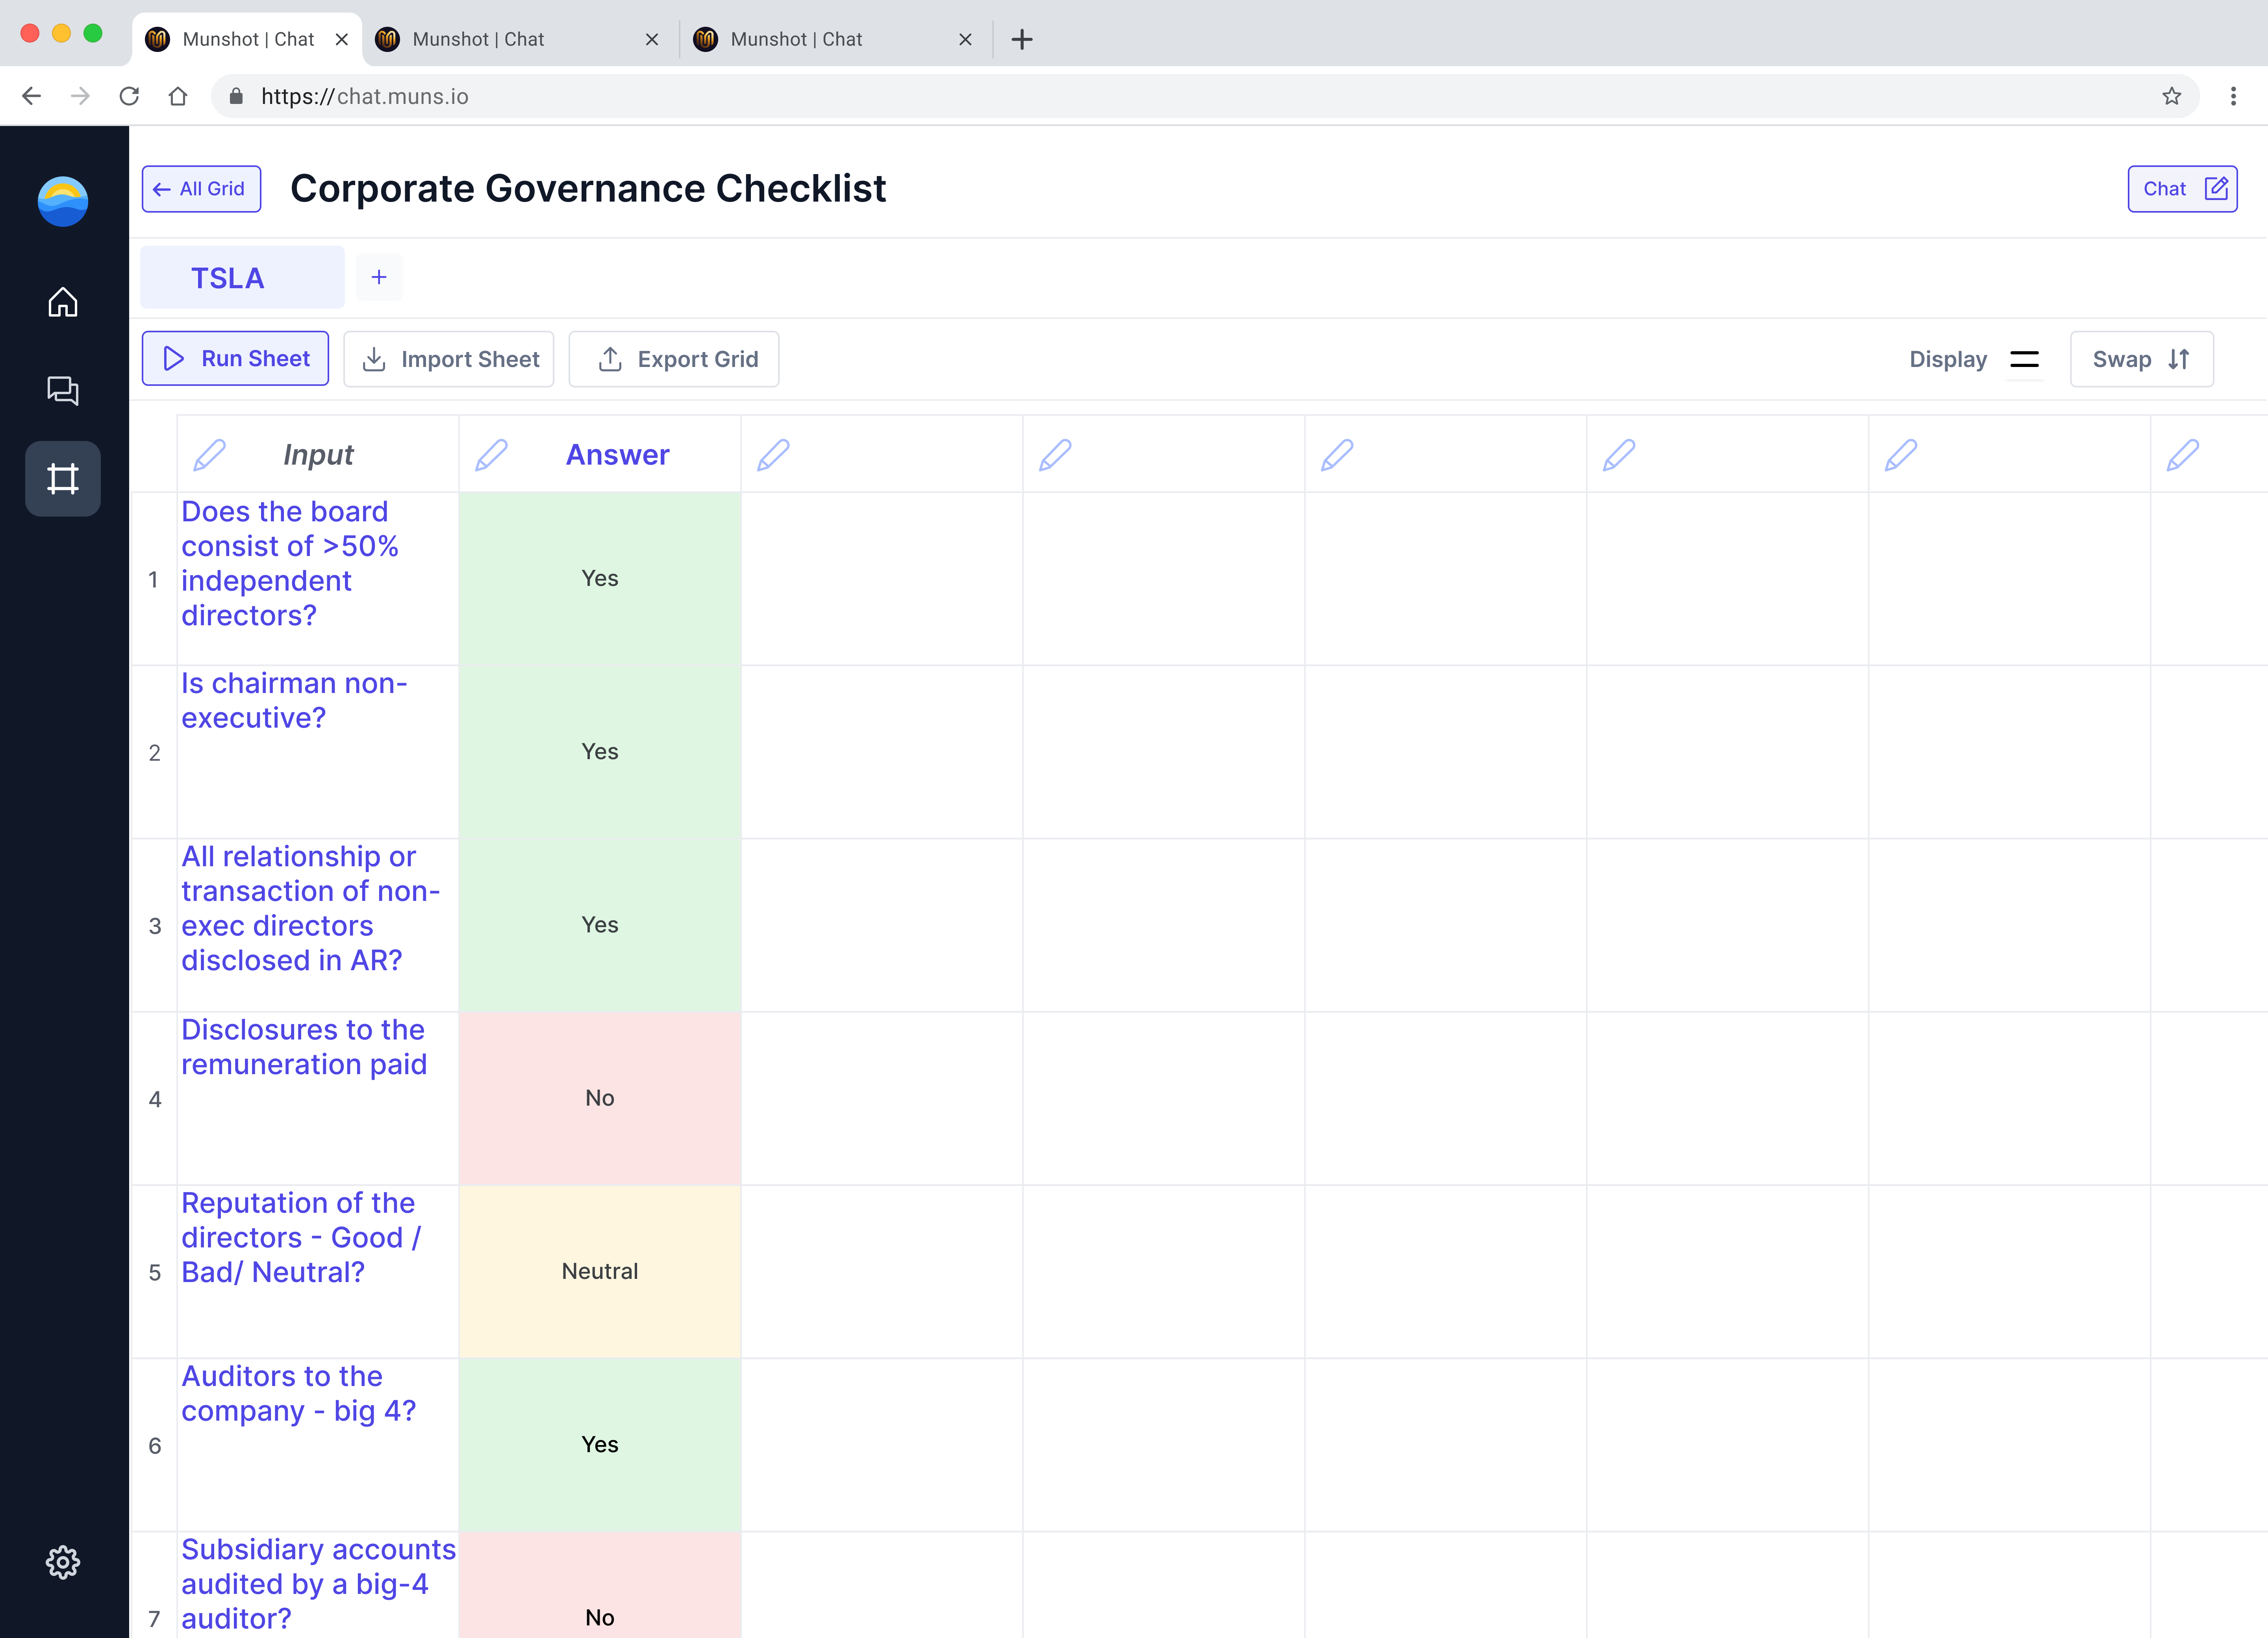 Munshot | Chat
Munshot | Chat
Munshot | Chat
https://chat.muns.io
All Grid
Corporate Governance Checklist
Chat
TSLA
+
Run Sheet
Import Sheet
Export Grid
Display
Swap
Input
Answer
1
Does the board
consist of >50%
independent
directors?
Yes
2
Is chairman non-
executive?
Yes
3
All relationship or
transaction of non-
exec directors
disclosed in AR?
Yes
4
Disclosures to the
remuneration paid
No
5
Reputation of the
directors - Good /
Bad/ Neutral?
Neutral
6
Auditors to the
company - big 4?
Yes
7
Subsidiary accounts
audited by a big-4
auditor?
No